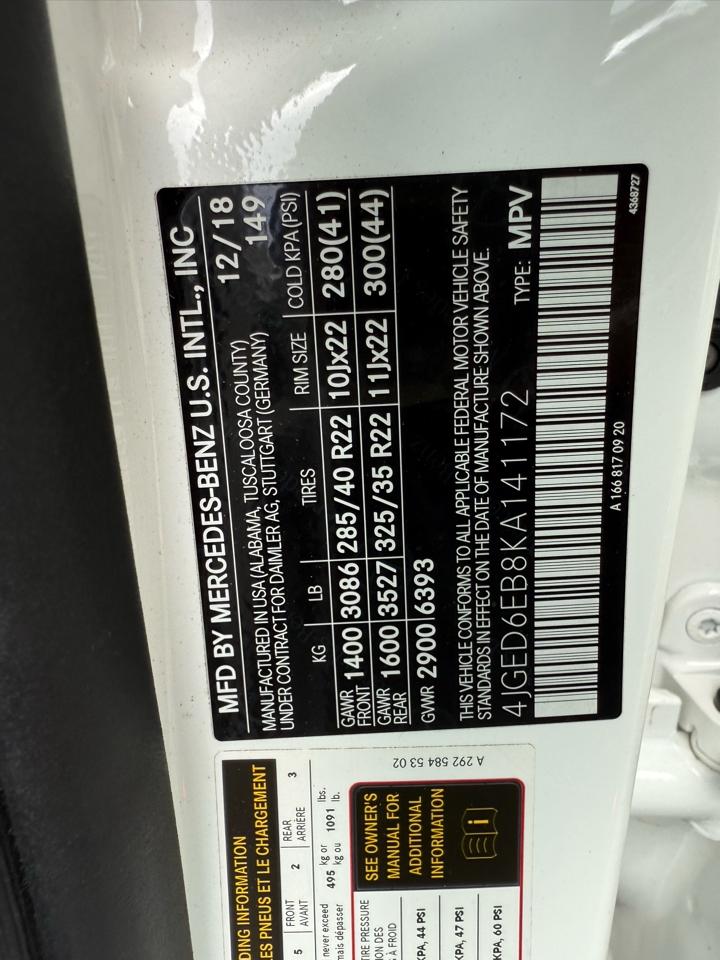 MFD BY MERCEDES-BENZ U.S. INTL., INC
MANUFACTURED IN USA (ALABAMA, TUSCALOOSA COUNTY) 12/18
UNDER CONTRACT FOR DAIMLER AG, STUTTGART (GERMANY) 149
KG LB TIRES RIM SIZE COLD KPA (PSI)
GAWR FRONT 1400 3086 285/40 R22 10Jx22 280(41)
GAWR REAR 1600 3527 325/35 R22 11Jx22 300(44)
GVWR 2900 6393
THIS VEHICLE CONFORMS TO ALL APPLICABLE FEDERAL MOTOR VEHICLE SAFETY
STANDARDS IN EFFECT ON THE DATE OF MANUFACTURE SHOWN ABOVE.
4JGED6EB8KA141172 TYPE: MPV
4368727
A 166 817 09 20
DING INFORMATION
ES PNEUS ET LE CHARGEMENT
5 FRONT AVANT 2 REAR ARRIÈRE 3
never exceed 495 kg or 1091 lbs.
mais dépasser kg ou lb.
TIRE PRESSURE
ION DES
À FROID
KPA, 44 PSI
KPA, 47 PSI
KPA, 60 PSI
SEE OWNER'S
MANUAL FOR
ADDITIONAL
INFORMATION
i
A 292 584 53 02